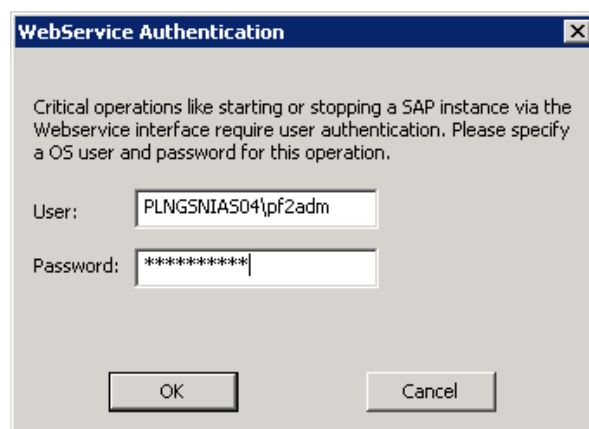 WebService Authentication
Critical operations like starting or stopping a SAP instance via the
Webservice interface require user authentication. Please specify
a OS user and password for this operation.
User: PLNGSNIAS04\pf2adm
Password: **********
OK Cancel